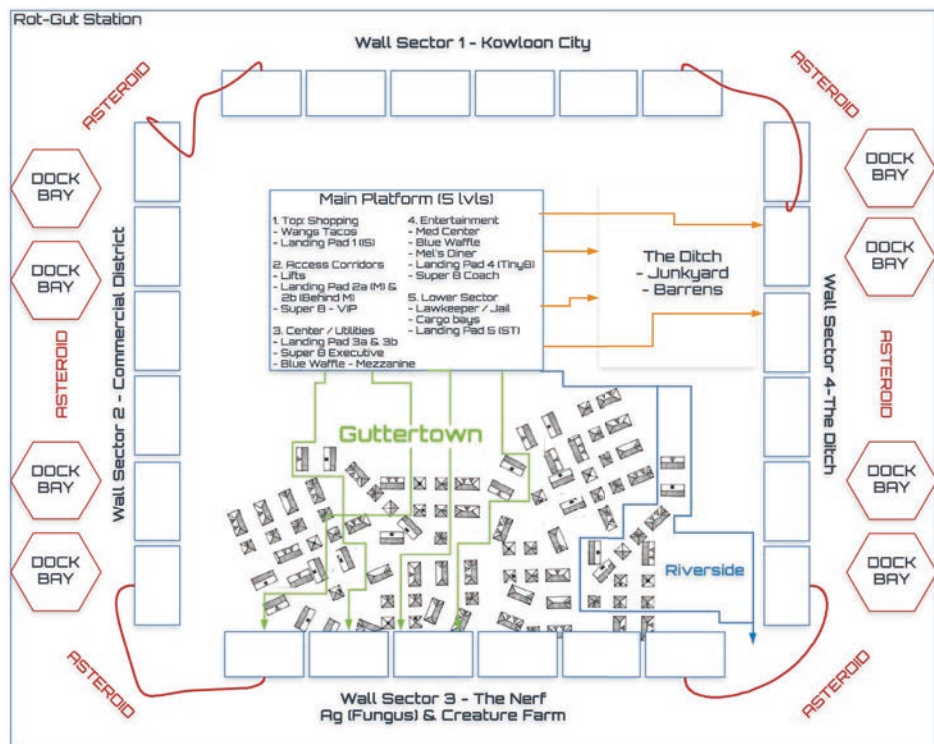 Rot-Gut Station
Wall Sector 1 - Kowloon City
ASTEROID
ASTEROID
DOCK
BAY
DOCK
BAY
DOCK
BAY
DOCK
BAY
ASTEROID
Wall Sector 2 - Commercial District
Main Platform (5 lvls)
1. Top: Shopping
- Wangs Tacos
- Landing Pad 1 (IS)
2. Access Corridors
- Lifts
- Landing Pad 2a (M) &
2b (Behind M)
- Super 8 - VIP
3. Center / Utilities
- Landing Pad 3a & 3b
- Super 8 Executive
- Blue Waffle - Mezzanine
4. Entertainment
- Med Center
- Blue Waffle
- Mel's Diner
- Landing Pad 4 (TinyB)
- Super 8 Coach
5. Lower Sector
- Lawkeeper / Jail
- Cargo bays
- Landing Pad 5 (ST)
The Ditch
- Junkyard
- Barrens
Wall Sector 4-The Ditch
DOCK
BAY
DOCK
BAY
ASTEROID
DOCK
BAY
DOCK
BAY
Guttertown
Riverside
ASTEROID
ASTEROID
Wall Sector 3 - The Nerf
Ag (Fungus) & Creature Farm